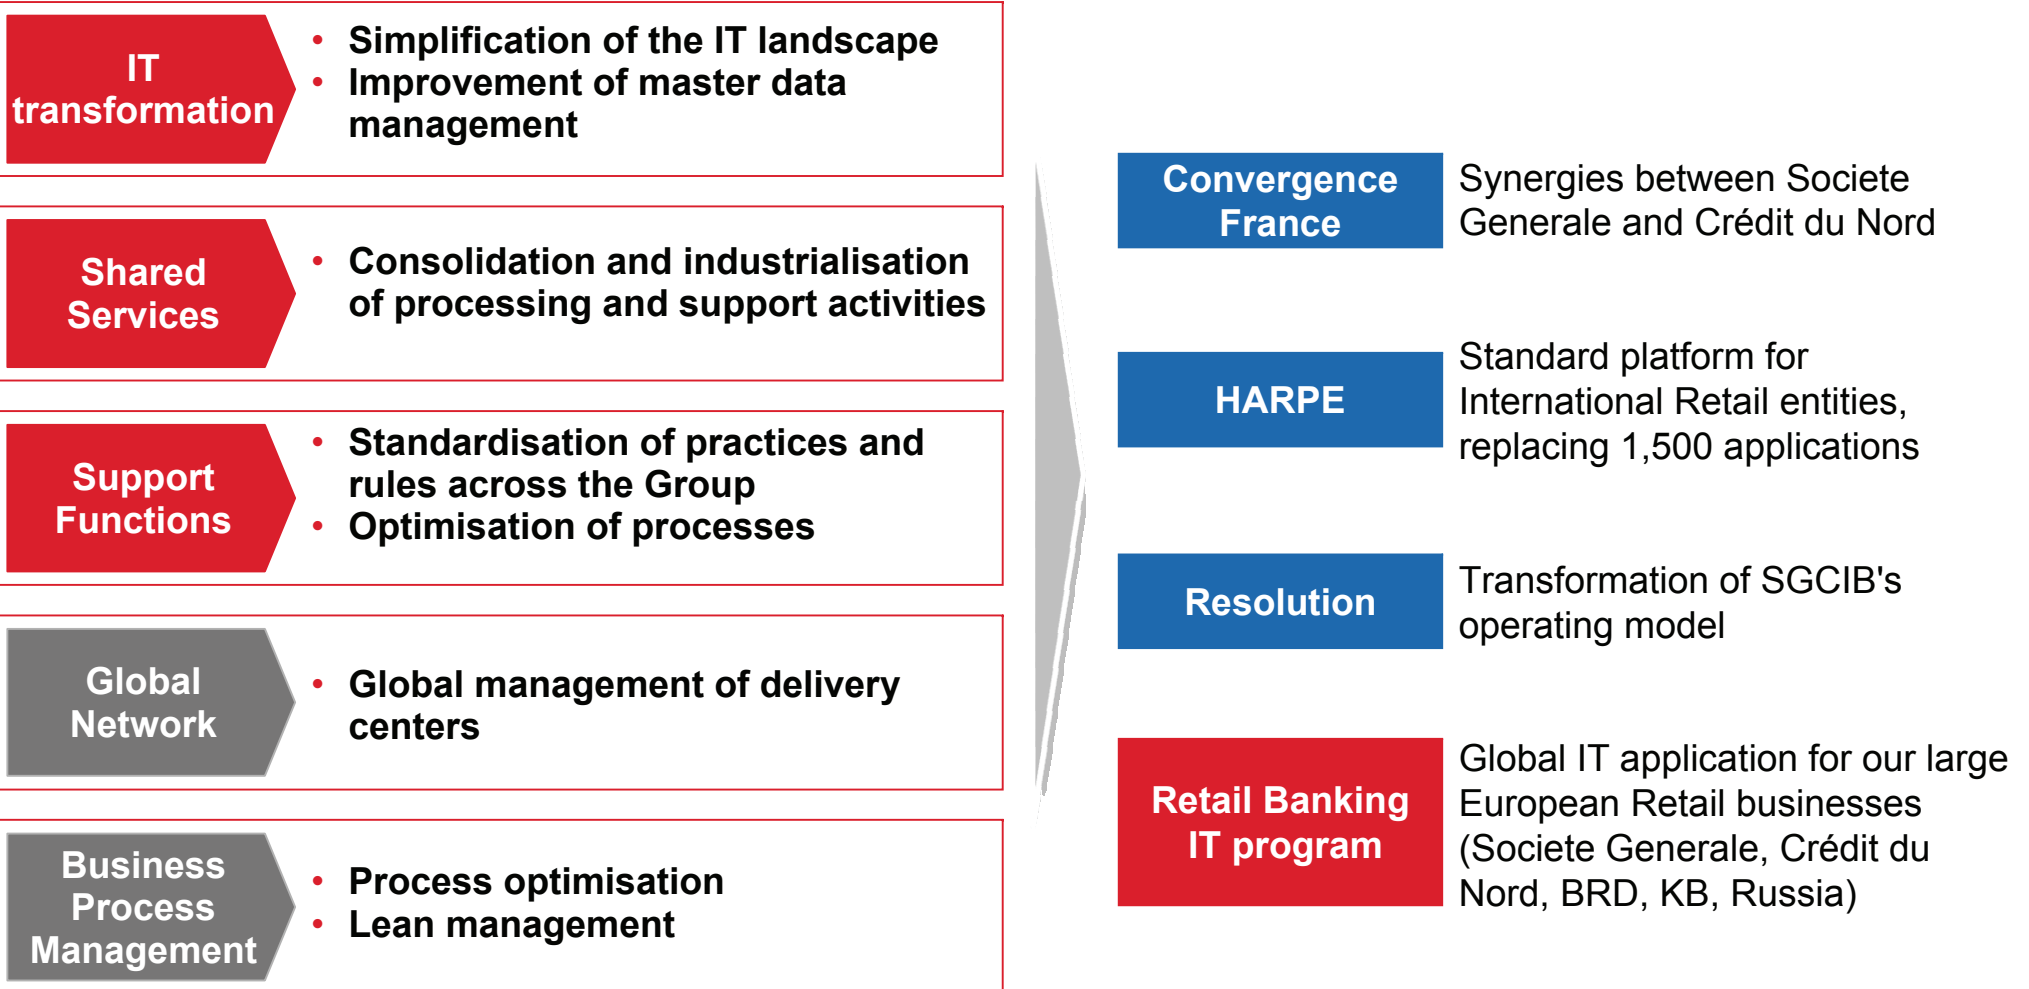 IT
transformation
• Simplification of the IT landscape
• Improvement of master data
management
Shared
Services
• Consolidation and industrialisation
of processing and support activities
Support
Functions
• Standardisation of practices and
rules across the Group
• Optimisation of processes
Global
Network
• Global management of delivery
centers
Business
Process
Management
• Process optimisation
• Lean management
Convergence
France
Synergies between Societe
Generale and Crédit du Nord
HARPE
Standard platform for
International Retail entities,
replacing 1,500 applications
Resolution
Transformation of SGCIB's
operating model
Retail Banking
IT program
Global IT application for our large
European Retail businesses
(Societe Generale, Crédit du
Nord, BRD, KB, Russia)